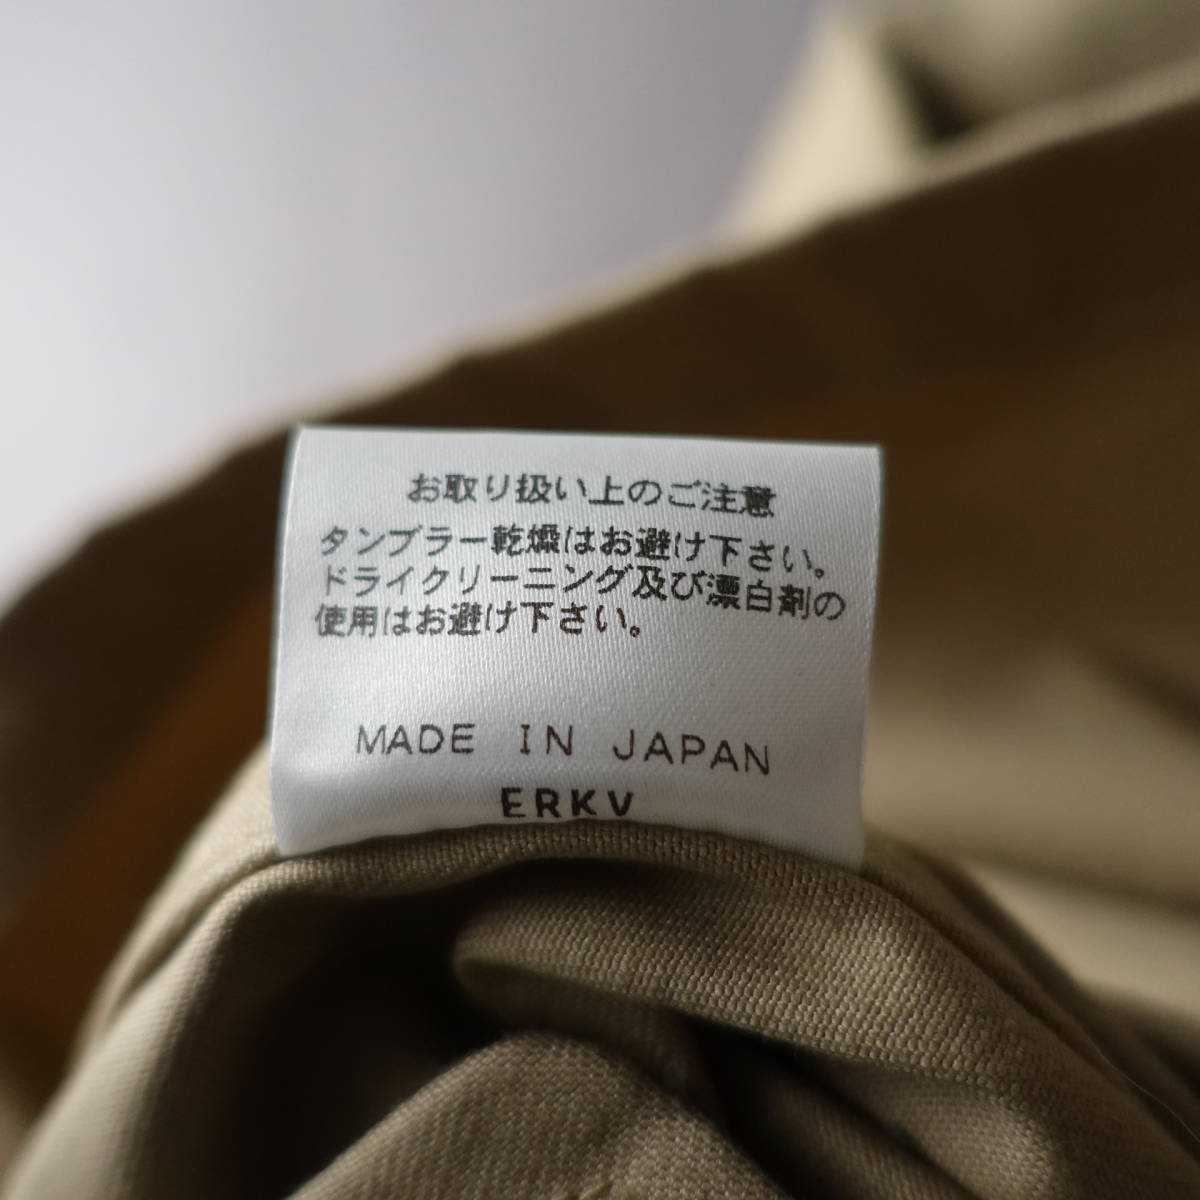 お取り扱い上のご注意
タンブラー乾燥はお避け下さい。
ドライクリーニング及び漂白剤の
使用はお避け下さい。
MADE IN JAPAN
ERKV